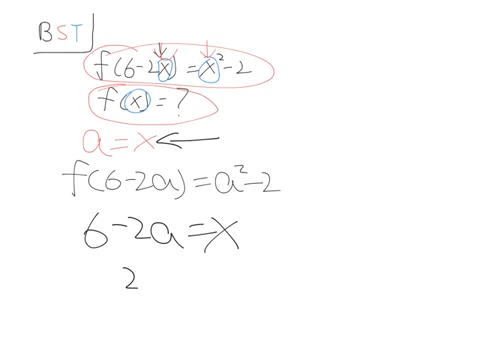 BST
f(6-2x)=x²-2
f(x)=?
a=x
f(6-2a)=a²-2
6-2a=x
2